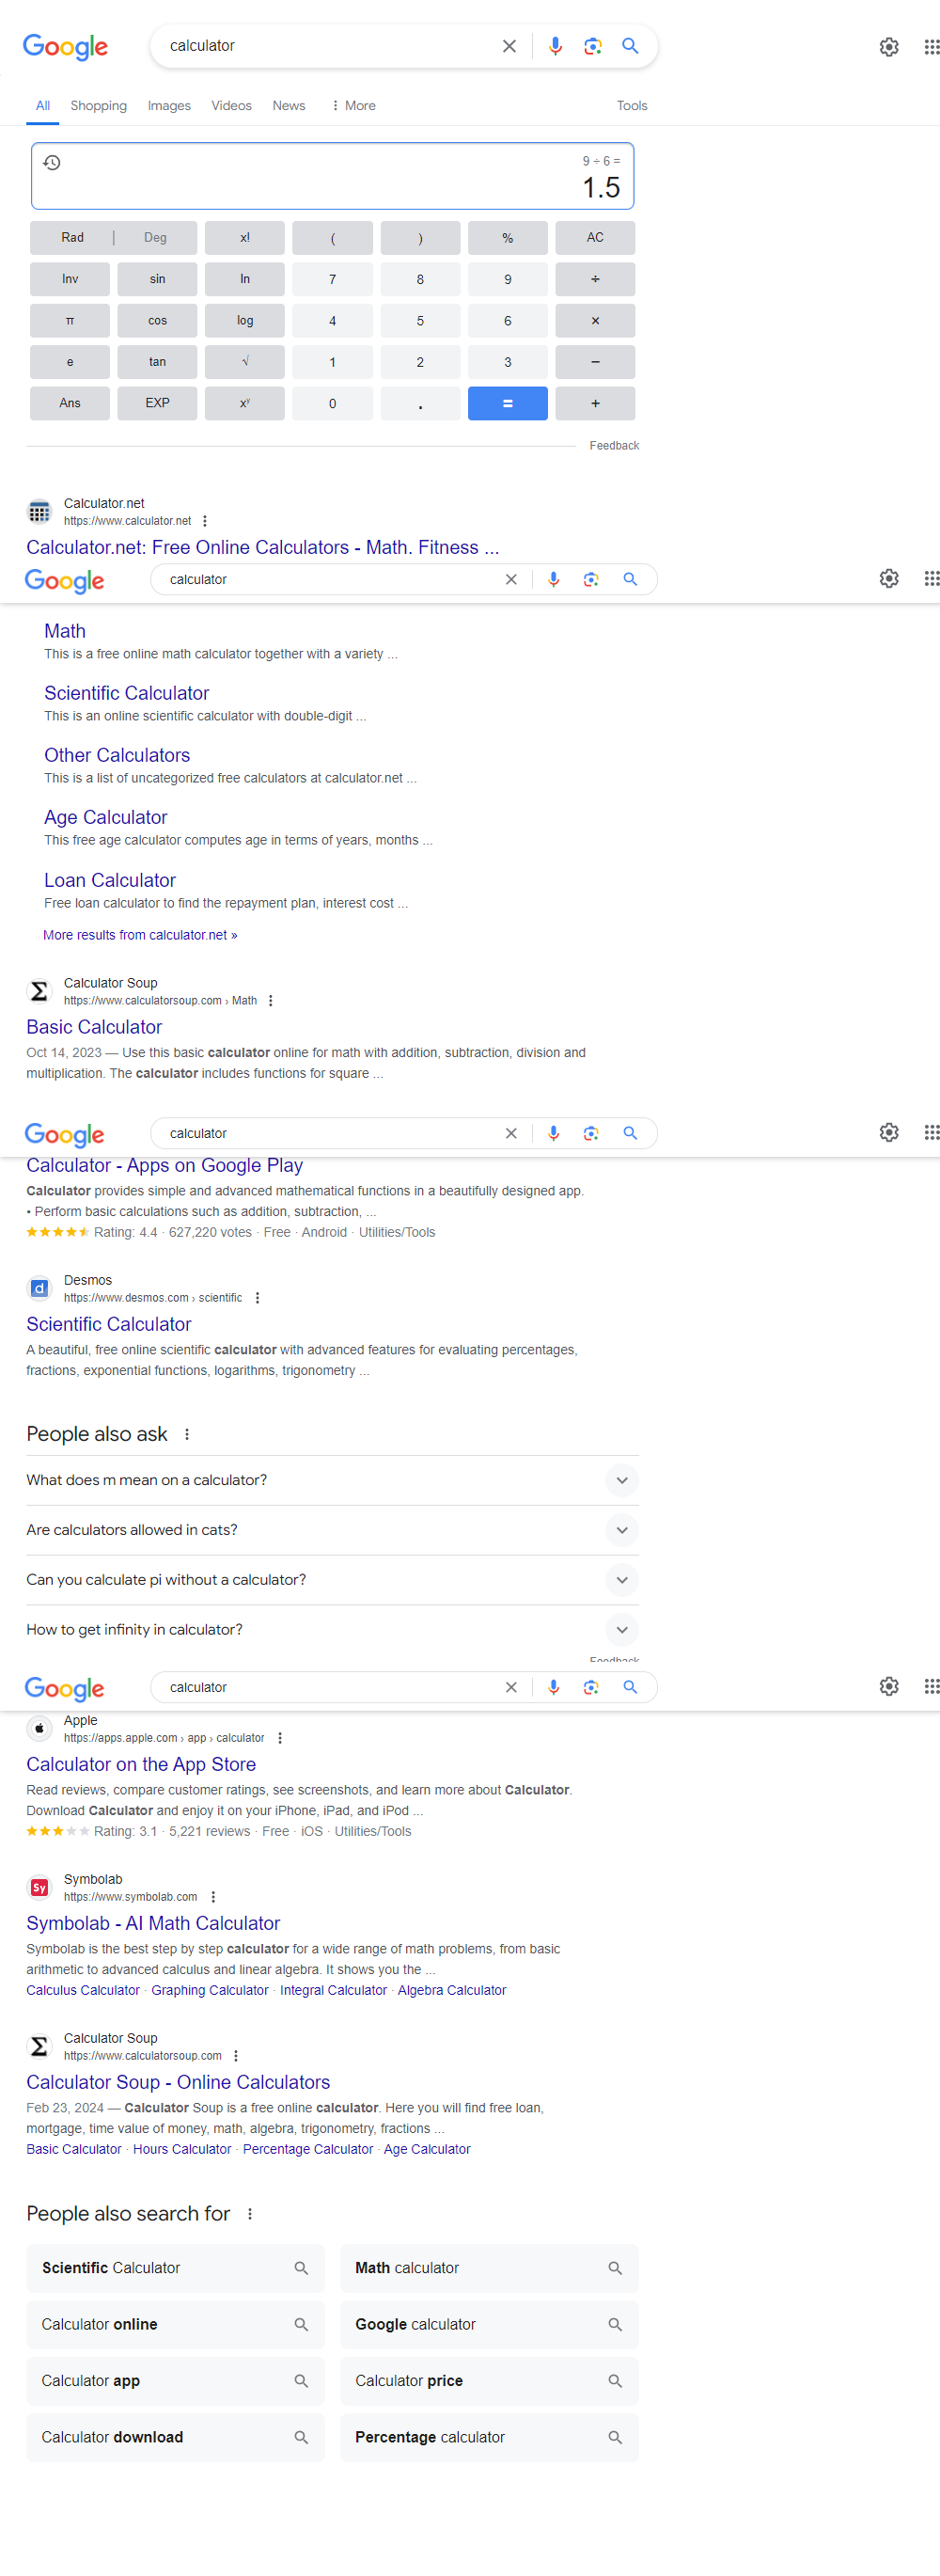 Google
calculator
All Shopping Images Videos News More Tools
9 ÷ 6 =
1.5
Rad | Deg x! ( ) % AC
Inv sin ln 7 8 9 ÷
π cos log 4 5 6 ×
e tan √ 1 2 3 −
Ans EXP xʸ 0 . = +
Feedback
Calculator.net
https://www.calculator.net
Calculator.net: Free Online Calculators - Math. Fitness ...
Google
calculator
Math
This is a free online math calculator together with a variety ...
Scientific Calculator
This is an online scientific calculator with double-digit ...
Other Calculators
This is a list of uncategorized free calculators at calculator.net ...
Age Calculator
This free age calculator computes age in terms of years, months ...
Loan Calculator
Free loan calculator to find the repayment plan, interest cost ...
More results from calculator.net »
Σ
Calculator Soup
https://www.calculatorsoup.com › Math
Basic Calculator
Oct 14, 2023 — Use this basic calculator online for math with addition, subtraction, division and
multiplication. The calculator includes functions for square ...
Google
calculator
Calculator - Apps on Google Play
Calculator provides simple and advanced mathematical functions in a beautifully designed app.
• Perform basic calculations such as addition, subtraction, ...
Rating: 4.4 · 627,220 votes · Free · Android · Utilities/Tools
d
Desmos
https://www.desmos.com › scientific
Scientific Calculator
A beautiful, free online scientific calculator with advanced features for evaluating percentages,
fractions, exponential functions, logarithms, trigonometry ...
People also ask
What does m mean on a calculator?
Are calculators allowed in cats?
Can you calculate pi without a calculator?
How to get infinity in calculator?
Feedback
Google
calculator
Apple
https://apps.apple.com › app › calculator
Calculator on the App Store
Read reviews, compare customer ratings, see screenshots, and learn more about Calculator.
Download Calculator and enjoy it on your iPhone, iPad, and iPod ...
Rating: 3.1 · 5,221 reviews · Free · iOS · Utilities/Tools
Sy
Symbolab
https://www.symbolab.com
Symbolab - AI Math Calculator
Symbolab is the best step by step calculator for a wide range of math problems, from basic
arithmetic to advanced calculus and linear algebra. It shows you the ...
Calculus Calculator · Graphing Calculator · Integral Calculator · Algebra Calculator
Σ
Calculator Soup
https://www.calculatorsoup.com
Calculator Soup - Online Calculators
Feb 23, 2024 — Calculator Soup is a free online calculator. Here you will find free loan,
mortgage, time value of money, math, algebra, trigonometry, fractions ...
Basic Calculator · Hours Calculator · Percentage Calculator · Age Calculator
People also search for
Scientific Calculator Math calculator
Calculator online Google calculator
Calculator app Calculator price
Calculator download Percentage calculator